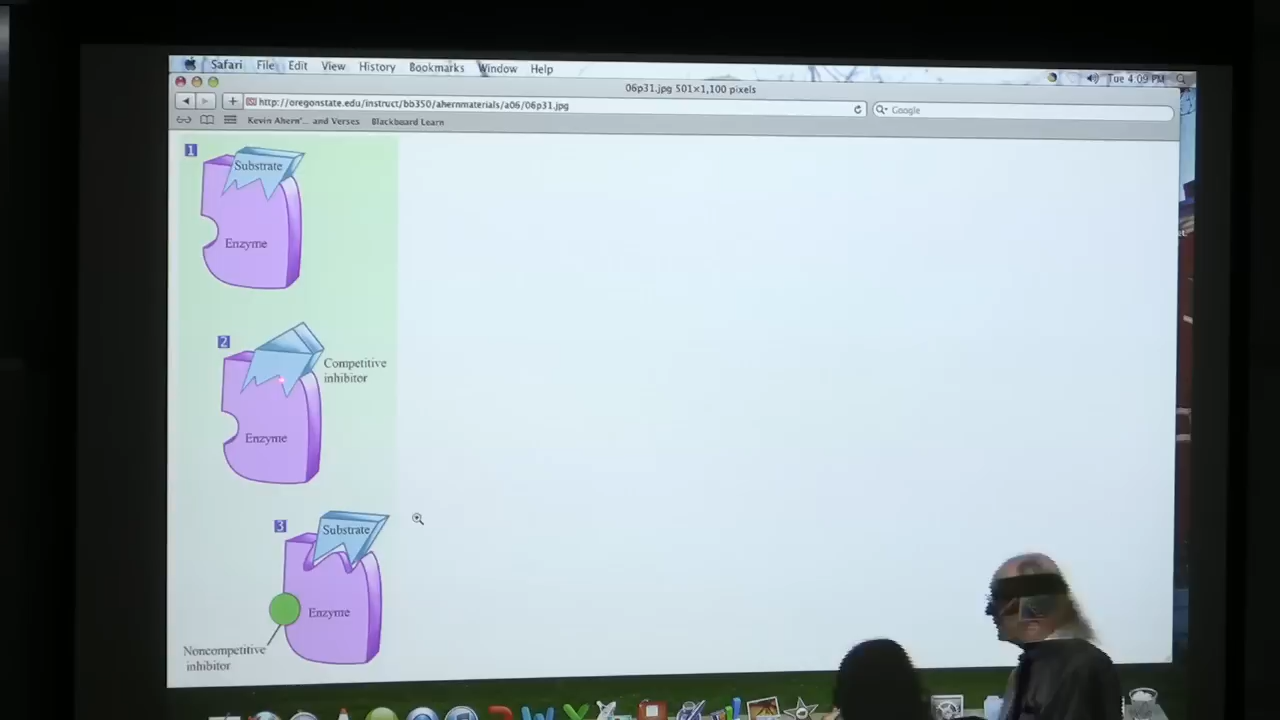 Safari File Edit View History Bookmarks Window Help
Tue 4:09 PM
06p31.jpg 501×1,100 pixels
http://oregonstate.edu/instruct/bb350/ahernmaterials/a06/06p31.jpg
Google
Kevin Ahern'... and Verses Blackboard Learn
1
Substrate
Enzyme
2
Competitive
inhibitor
Enzyme
3
Substrate
Enzyme
Noncompetitive
inhibitor